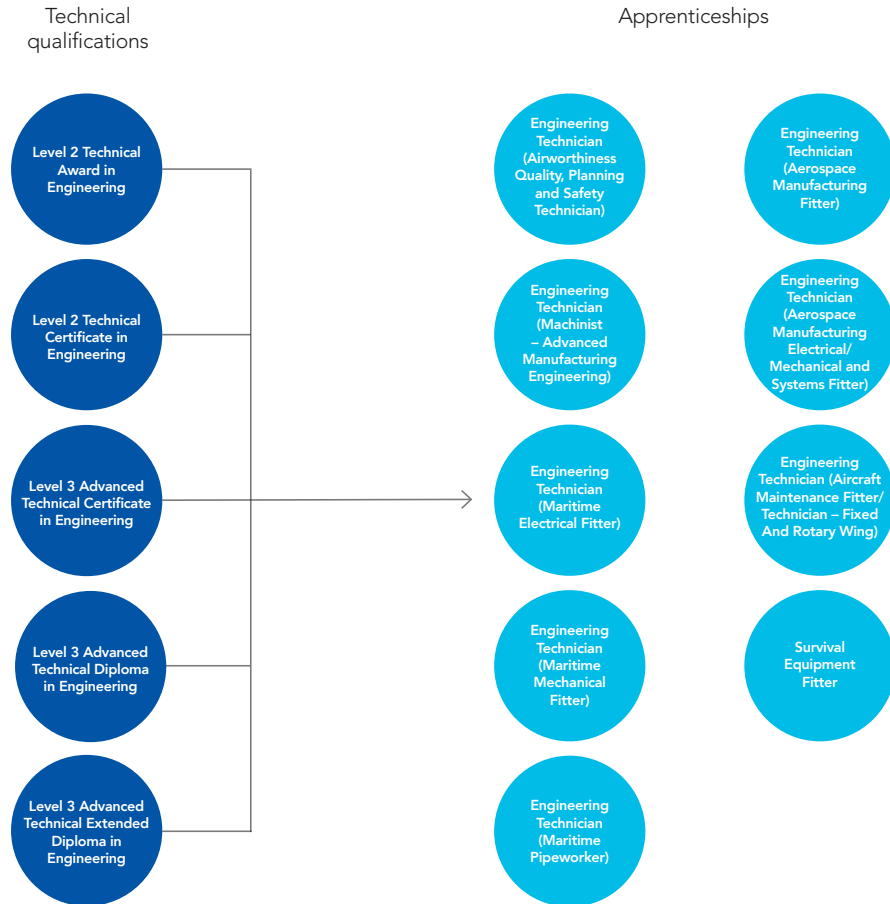 Technical
qualifications
Apprenticeships
Level 2 Technical
Award in
Engineering
Level 2 Technical
Certificate in
Engineering
Level 3 Advanced
Technical Certificate
in Engineering
Level 3 Advanced
Technical Diploma
in Engineering
Level 3 Advanced
Technical Extended
Diploma in
Engineering
Engineering
Technician
(Airworthiness
Quality, Planning
and Safety
Technician)
Engineering
Technician
(Aerospace
Manufacturing
Fitter)
Engineering
Technician
(Machinist
– Advanced
Manufacturing
Engineering)
Engineering
Technician
(Aerospace
Manufacturing
Electrical/
Mechanical and
Systems Fitter)
Engineering
Technician
(Maritime
Electrical Fitter)
Engineering
Technician (Aircraft
Maintenance Fitter/
Technician – Fixed
And Rotary Wing)
Engineering
Technician
(Maritime
Mechanical
Fitter)
Survival
Equipment
Fitter
Engineering
Technician
(Maritime
Pipeworker)